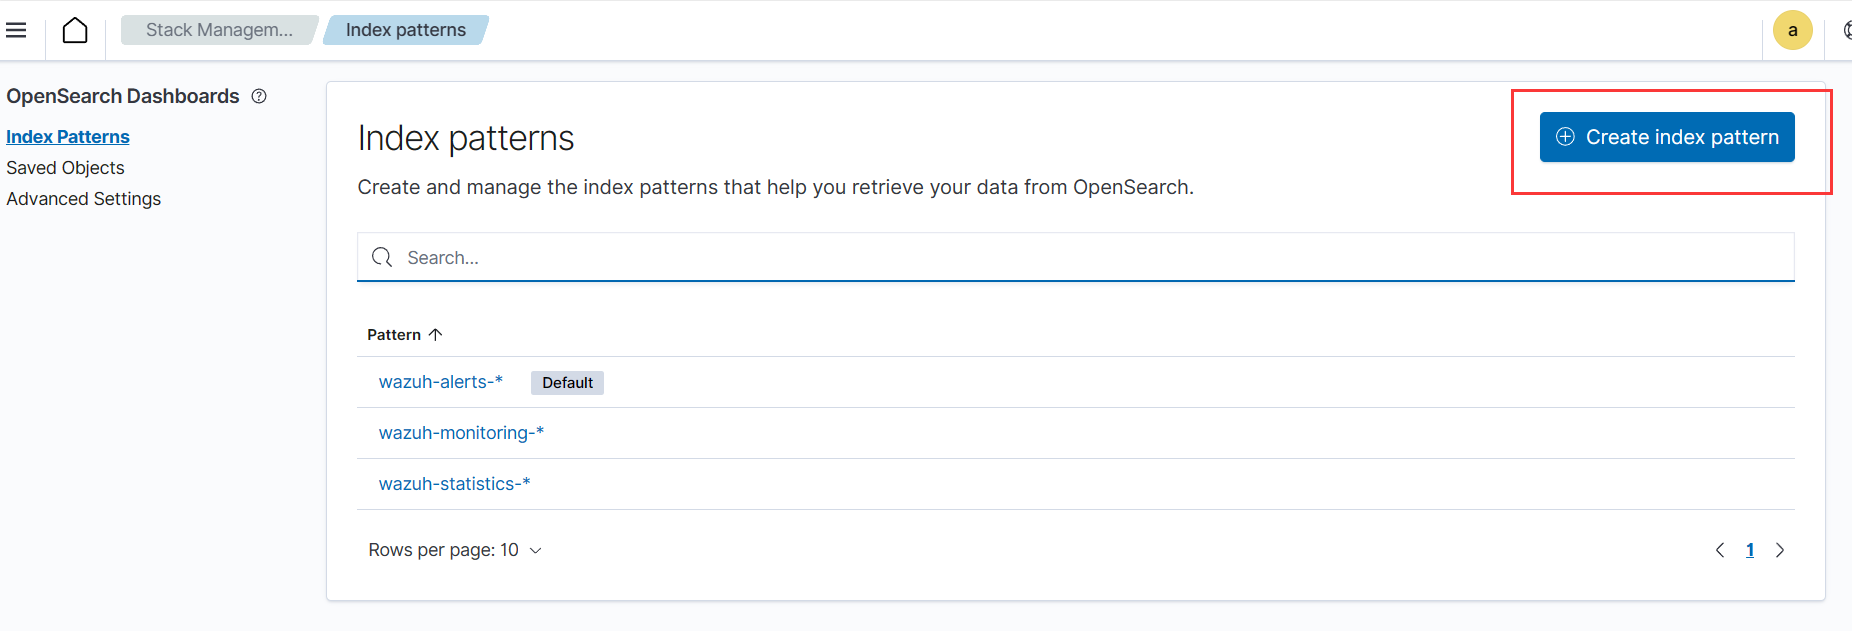 Stack Managem...
Index patterns
a
OpenSearch Dashboards
Index Patterns
Saved Objects
Advanced Settings
Index patterns
Create index pattern
Create and manage the index patterns that help you retrieve your data from OpenSearch.
Search...
Pattern
wazuh-alerts-* Default
wazuh-monitoring-*
wazuh-statistics-*
Rows per page: 10
1